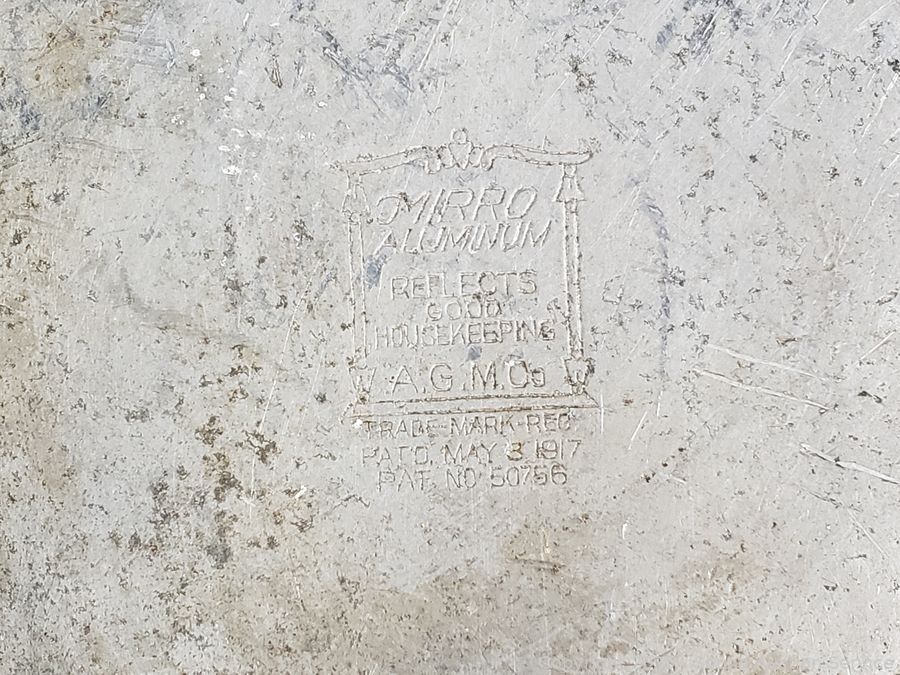 MIRRO
ALUMINUM
REFLECTS
GOOD
HOUSEKEEPING
A.G.M.Co
TRADE-MARK-REG.
PAT'D. MAY 3 1917
PAT. NO 50756